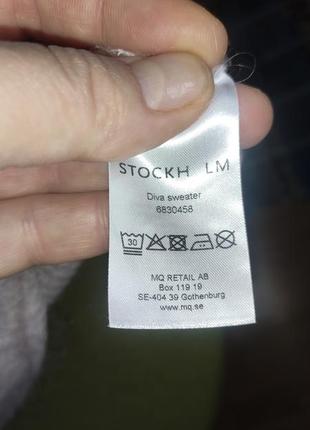 STOCKH LM
Diva sweater
6830458
30
MQ RETAIL AB
Box 119 19
SE-404 39 Gothenburg
www.mq.se